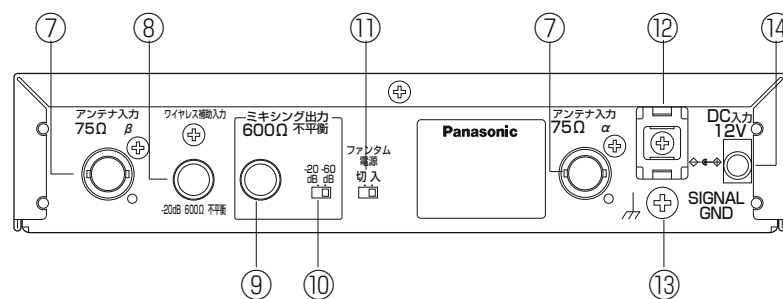 ⑦
⑧
⑪
⑦
⑫
⑭
アンテナ入力
75Ω β
ワイヤレス補助入力
-20dB 600Ω 不平衡
ミキシング出力
600Ω 不平衡
-20 -60
dB dB
ファンタム
電源
切 入
Panasonic
アンテナ入力
75Ω α
DC入力
12V
SIGNAL
GND
⑨
⑩
⑬